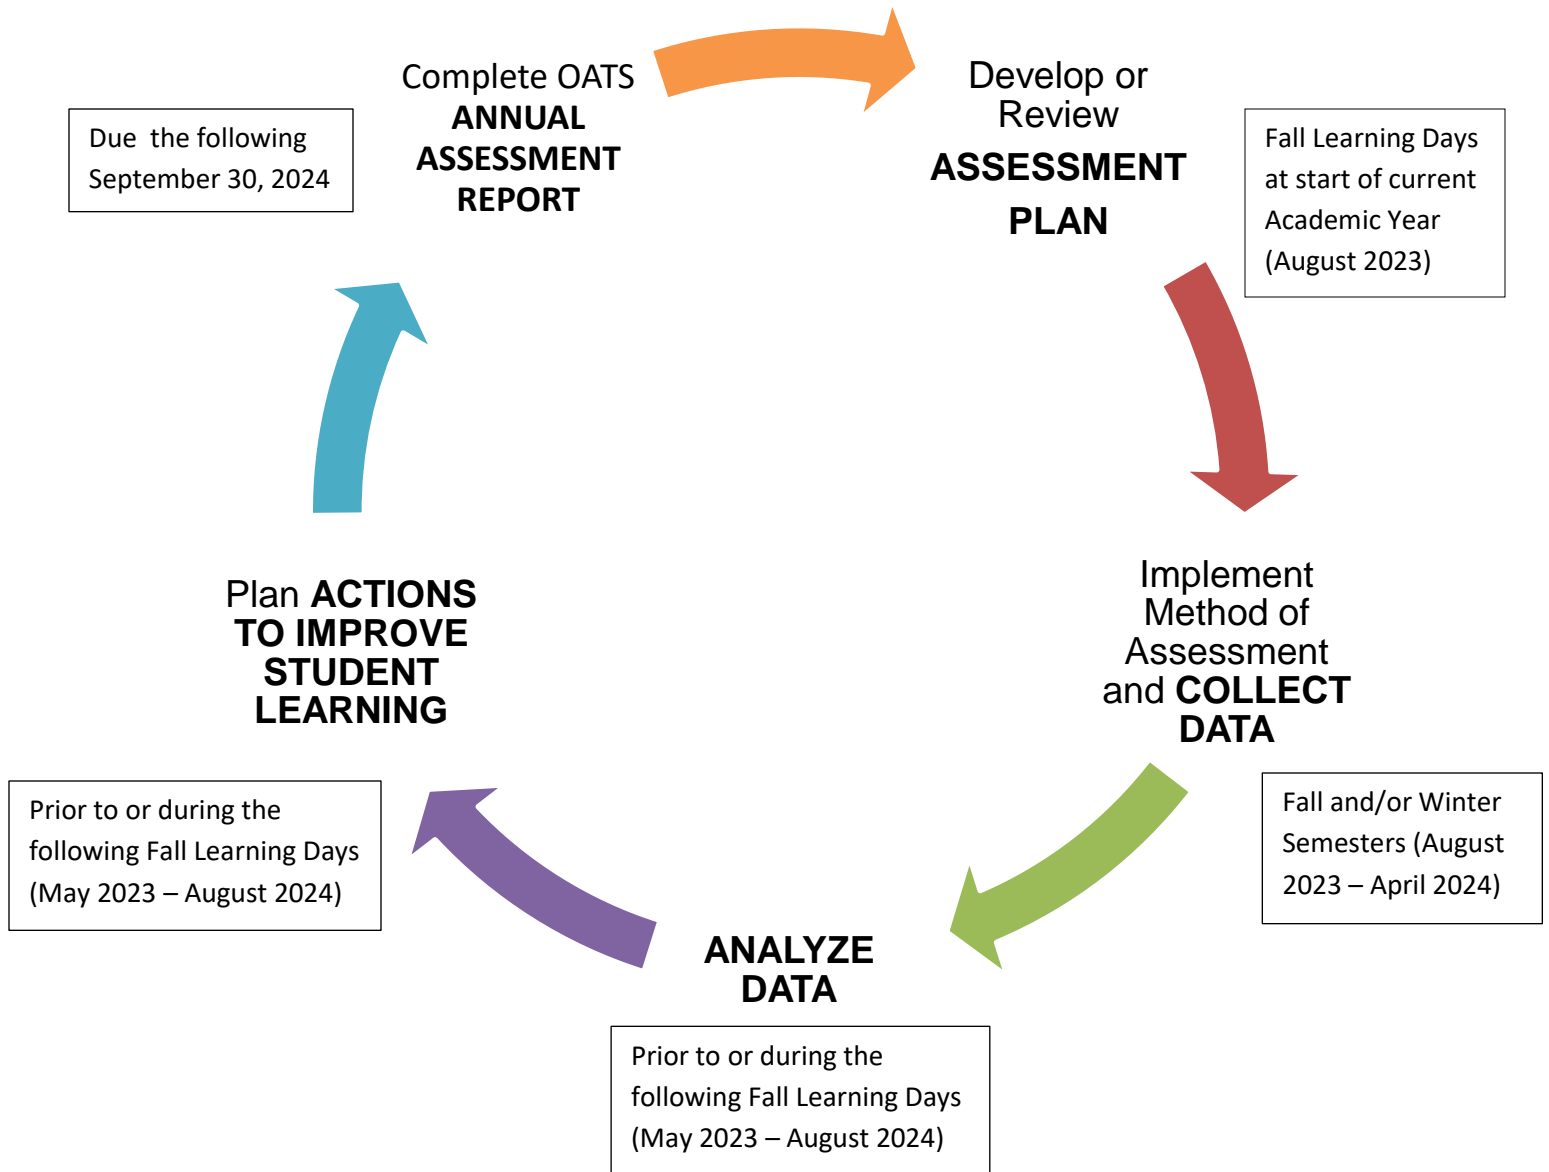 Complete OATS
ANNUAL
ASSESSMENT
REPORT
Due the following
September 30, 2024
Develop or
Review
ASSESSMENT
PLAN
Fall Learning Days
at start of current
Academic Year
(August 2023)
Implement
Method of
Assessment
and COLLECT
DATA
Fall and/or Winter
Semesters (August
2023 – April 2024)
ANALYZE
DATA
Prior to or during the
following Fall Learning Days
(May 2023 – August 2024)
Plan ACTIONS
TO IMPROVE
STUDENT
LEARNING
Prior to or during the
following Fall Learning Days
(May 2023 – August 2024)